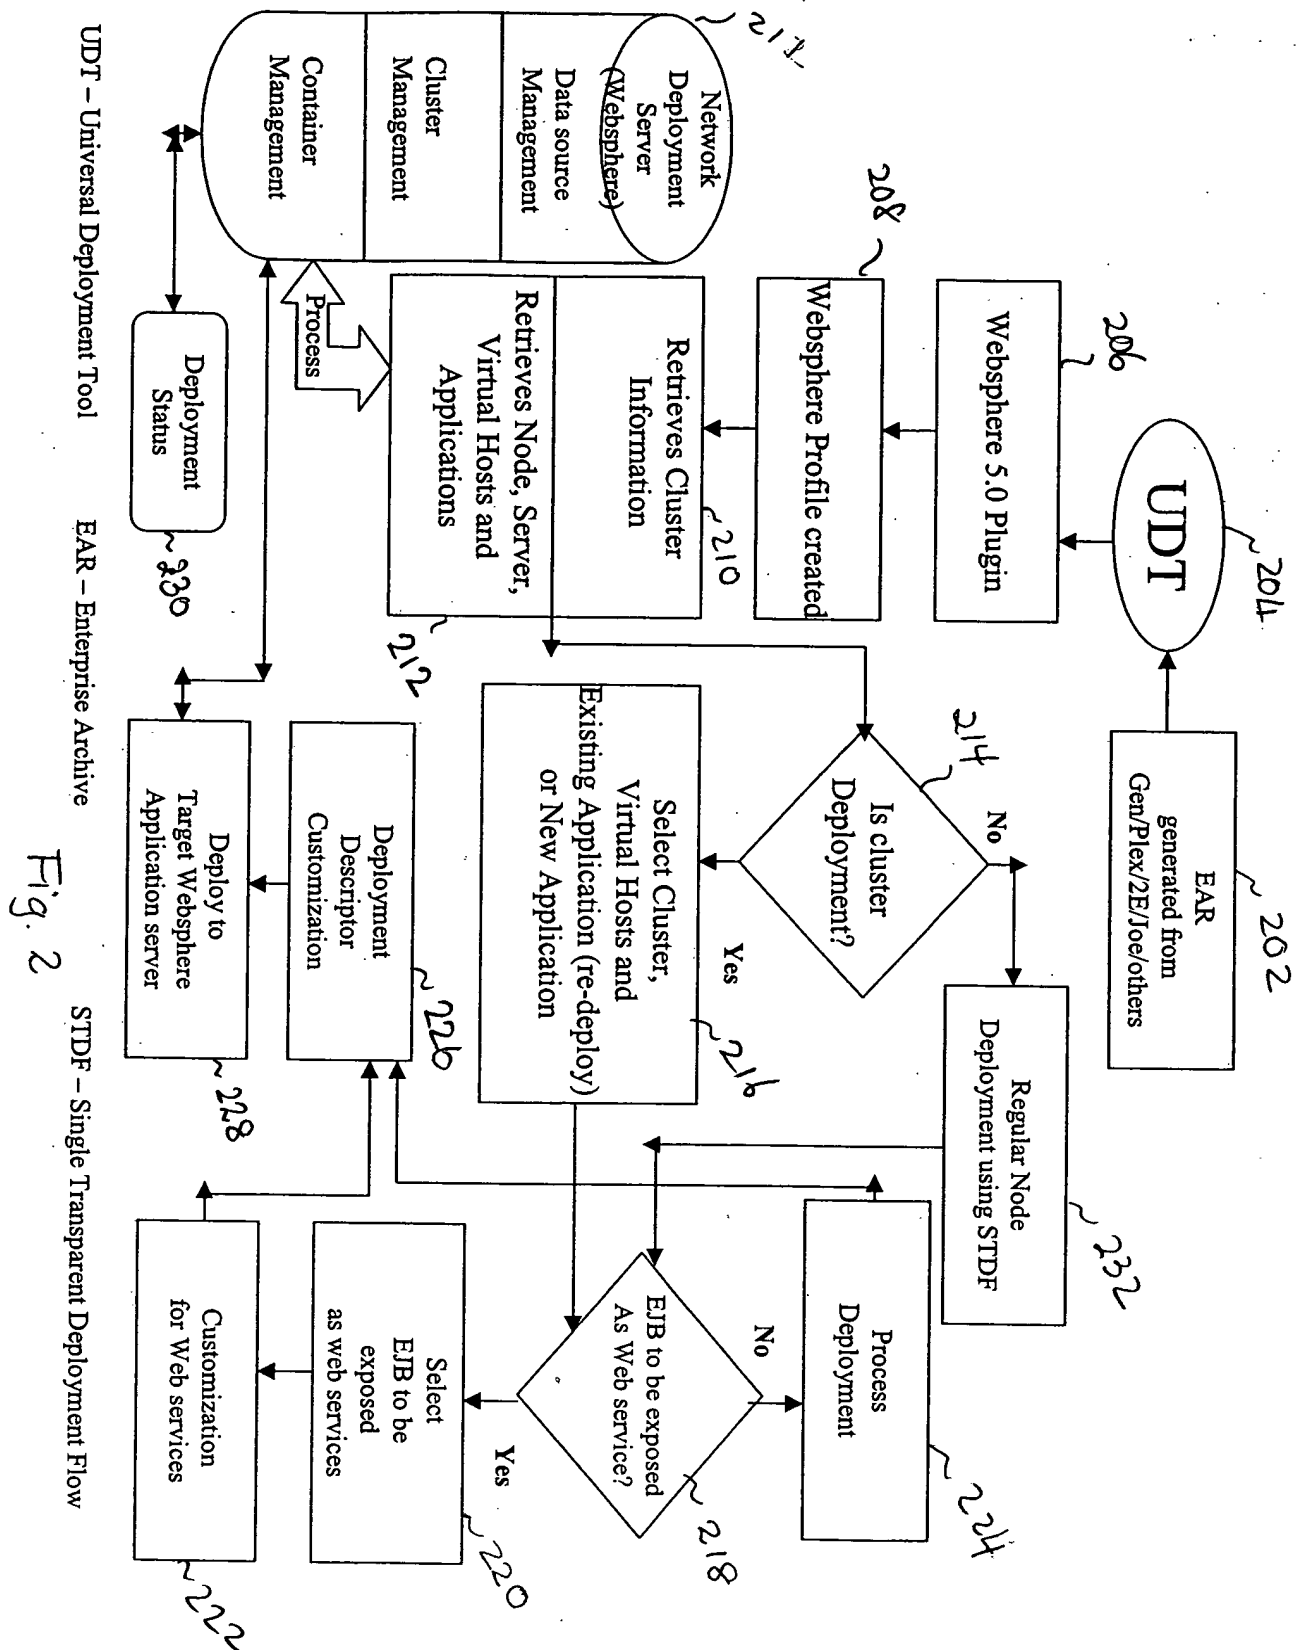 202
EAR
generated from
Gen/Plex/2E/Joe/others
204
UDT
206
Websphere 5.0 Plugin
208
Websphere Profile created
210
Retrieves Cluster
Information
212
Retrieves Node, Server,
Virtual Hosts and
Applications
Process
Network
Deployment
Server
(Websphere)
Data source
Management
Cluster
Management
Container
Management
214
Is cluster
Deployment?
No
Yes
232
Regular Node
Deployment using STDF
216
Select Cluster,
Virtual Hosts and
Existing Application (re-deploy)
or New Application
218
EJB to be exposed
As Web service?
No
Yes
224
Process
Deployment
220
Select
EJB to be
exposed
as web services
222
Customization
for Web services
226
Deployment
Descriptor
Customization
228
Deploy to
Target Websphere
Application server
230
Deployment
Status
UDT – Universal Deployment Tool
EAR – Enterprise Archive
STDF – Single Transparent Deployment Flow
Fig. 2